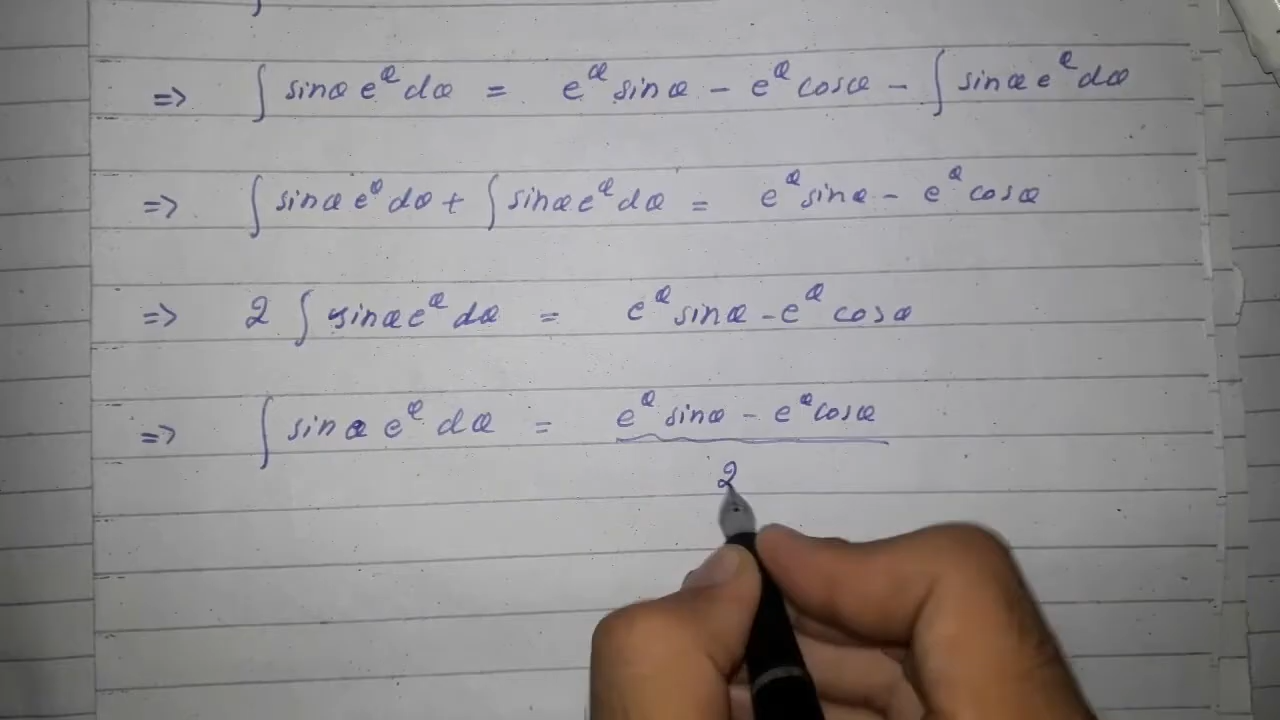 => ∫ sinx e^x dx = e^x sinx - e^x cosx - ∫ sinx e^x dx
=> ∫ sinx e^x dx + ∫ sinx e^x dx = e^x sinx - e^x cosx
=> 2 ∫ sinx e^x dx = e^x sinx - e^x cosx
=> ∫ sinx e^x dx = e^x sinx - e^x cosx
2